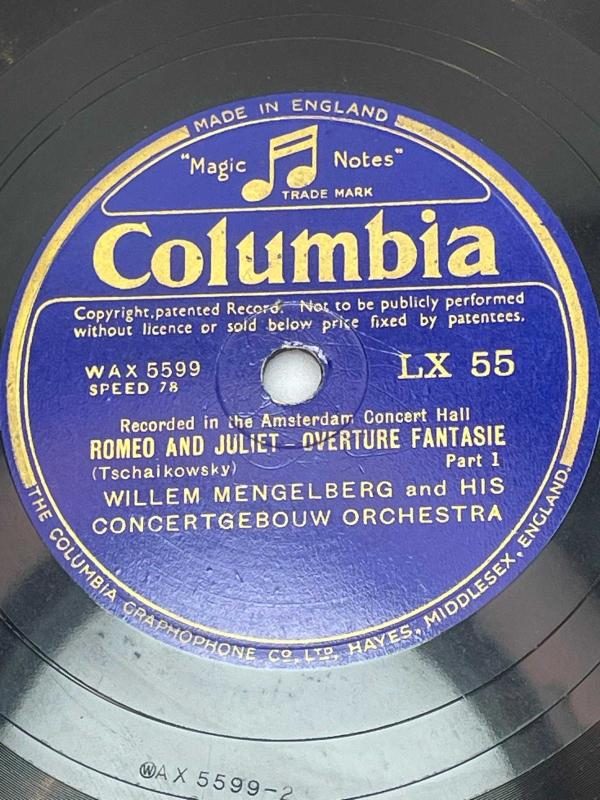 MADE IN ENGLAND
"Magic Notes"
TRADE MARK
Columbia
Copyright, patented Record. Not to be publicly performed
without licence or sold below price fixed by patentees.
WAX 5599
SPEED 78
LX 55
Recorded in the Amsterdam Concert Hall
ROMEO AND JULIET - OVERTURE FANTASIE
(Tschaikowsky)
Part 1
WILLEM MENGELBERG and HIS
CONCERTGEBOUW ORCHESTRA
THE COLUMBIA GRAPHOPHONE CO, LTD, HAYES, MIDDLESEX, ENGLAND.
WAX 5599-2